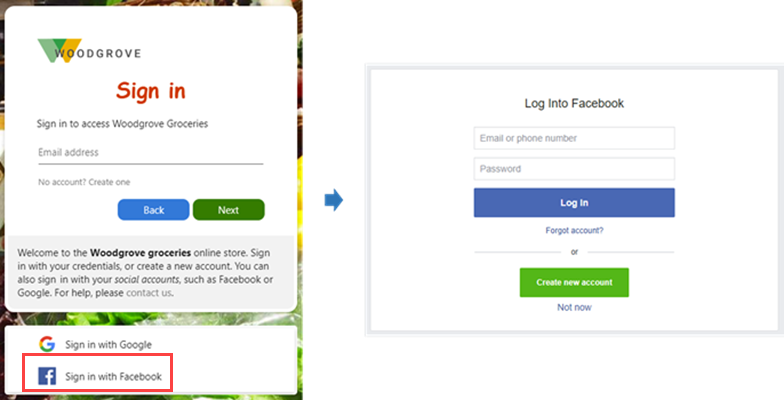 WOODGROVE
Sign in
Sign in to access Woodgrove Groceries
Email address
No account? Create one
Back
Next
Welcome to the Woodgrove groceries online store. Sign
in with your credentials, or create a new account. You can
also sign in with your social accounts, such as Facebook or
Google. For help, please contact us.
Sign in with Google
Sign in with Facebook
Log Into Facebook
Email or phone number
Password
Log In
Forgot account?
or
Create new account
Not now